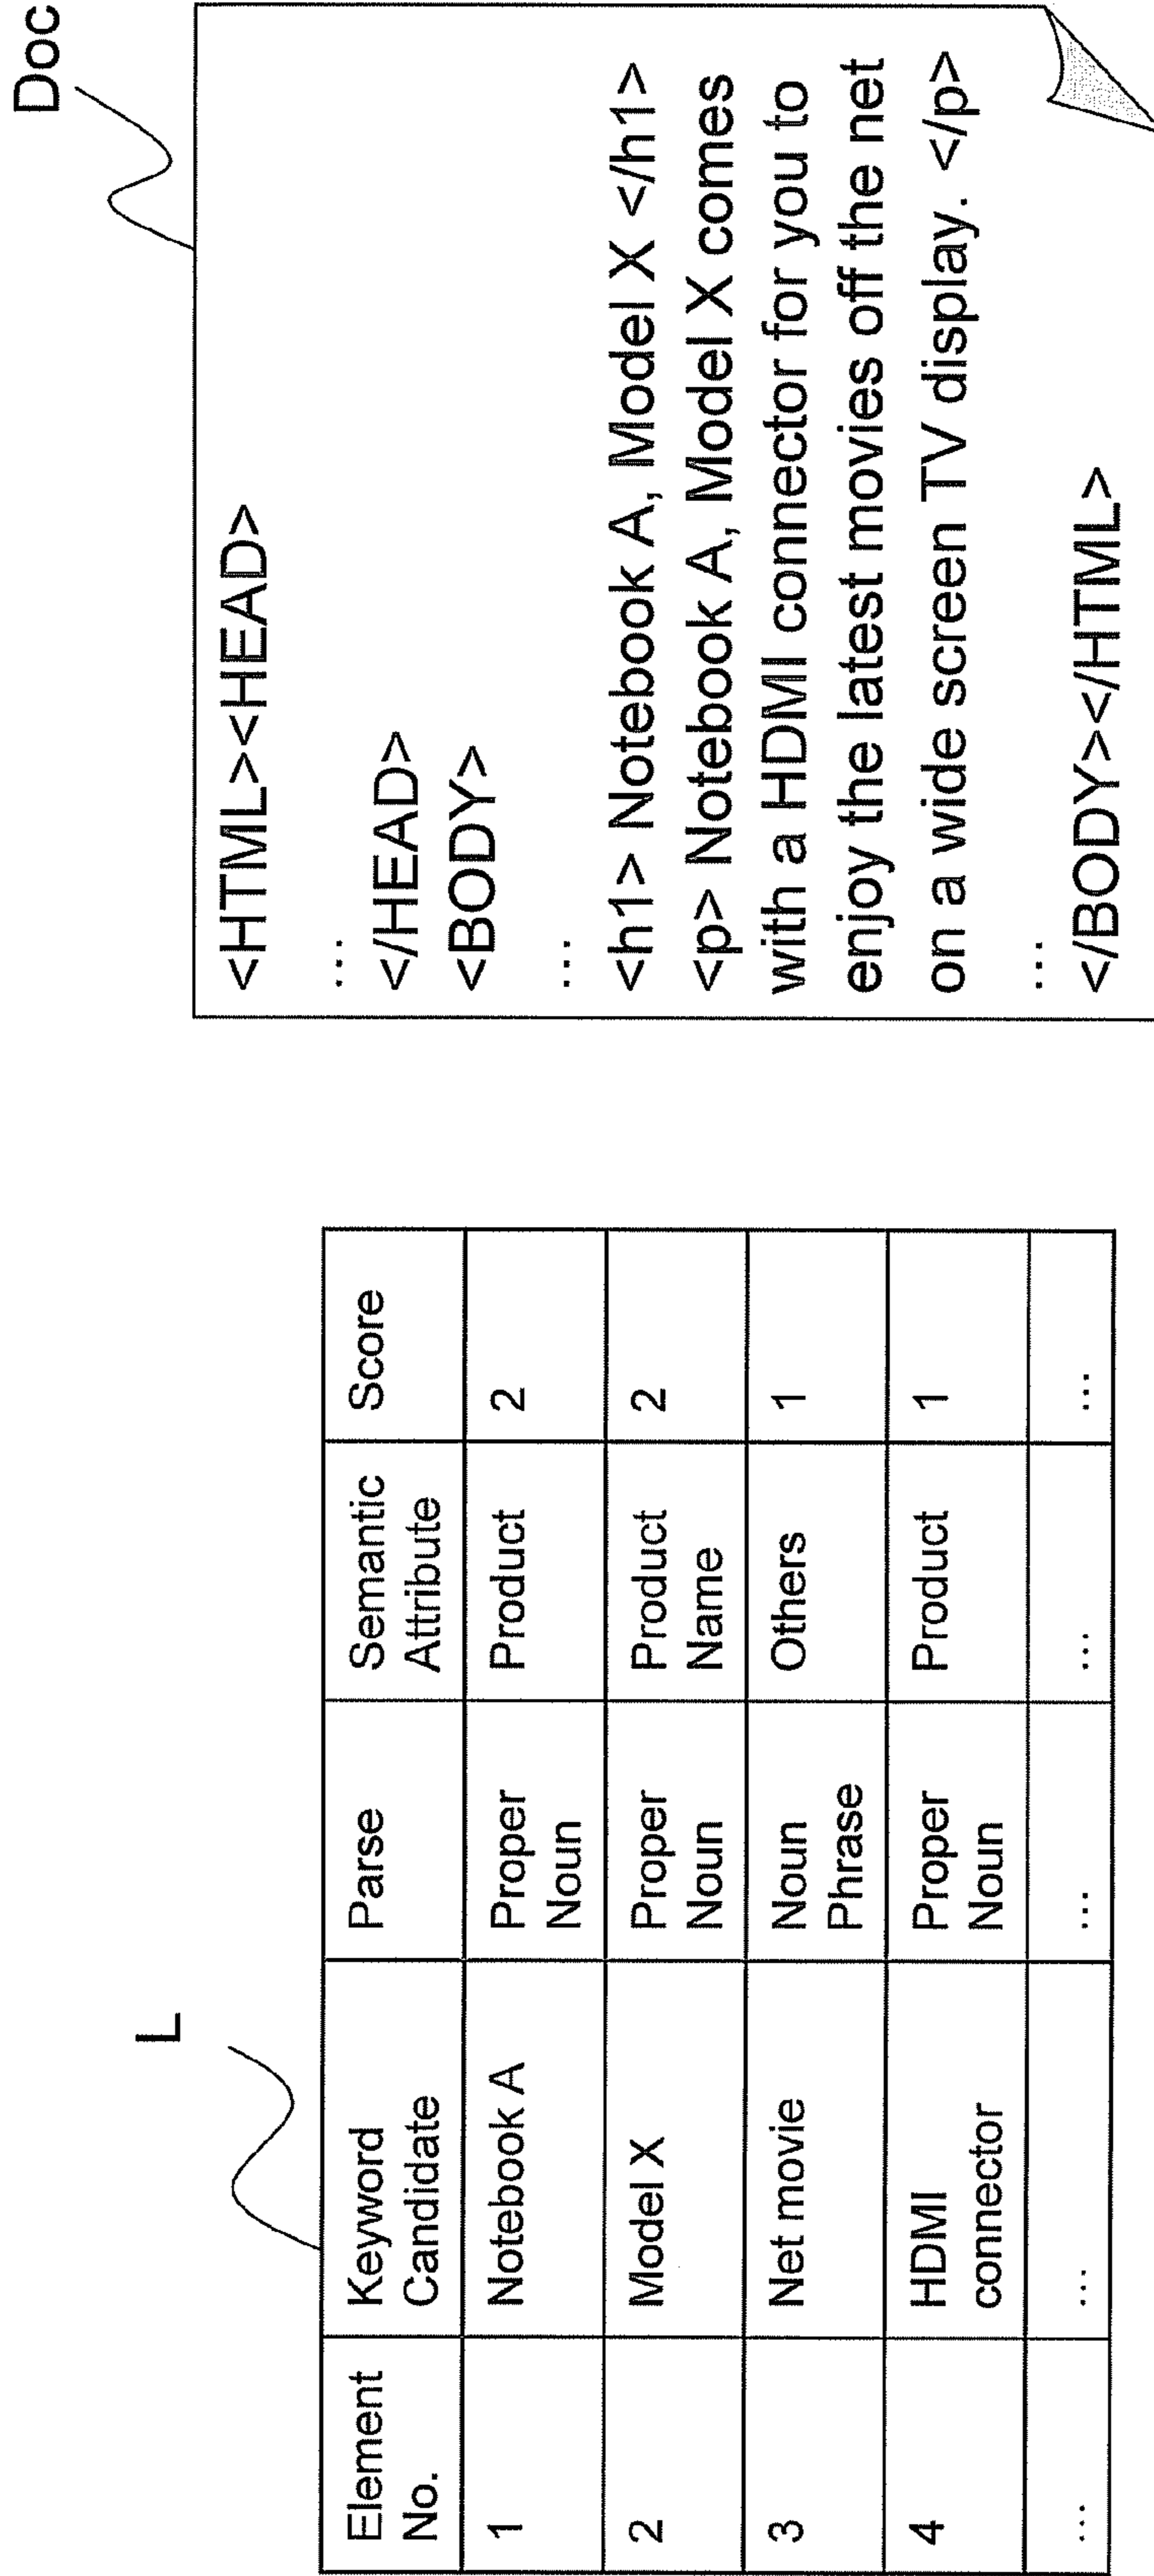 L
Element No. Keyword Candidate Parse Semantic Attribute Score
1 Notebook A Proper Noun Product 2
2 Model X Proper Noun Product Name 2
3 Net movie Noun Phrase Others 1
4 HDMI connector Proper Noun Product 1
... ... ... ... ...
Doc
<HTML><HEAD>
...
</HEAD>
<BODY>
...
<h1> Notebook A, Model X </h1>
<p> Notebook A, Model X comes
with a HDMI connector for you to
enjoy the latest movies off the net
on a wide screen TV display. </p>
...
</BODY></HTML>